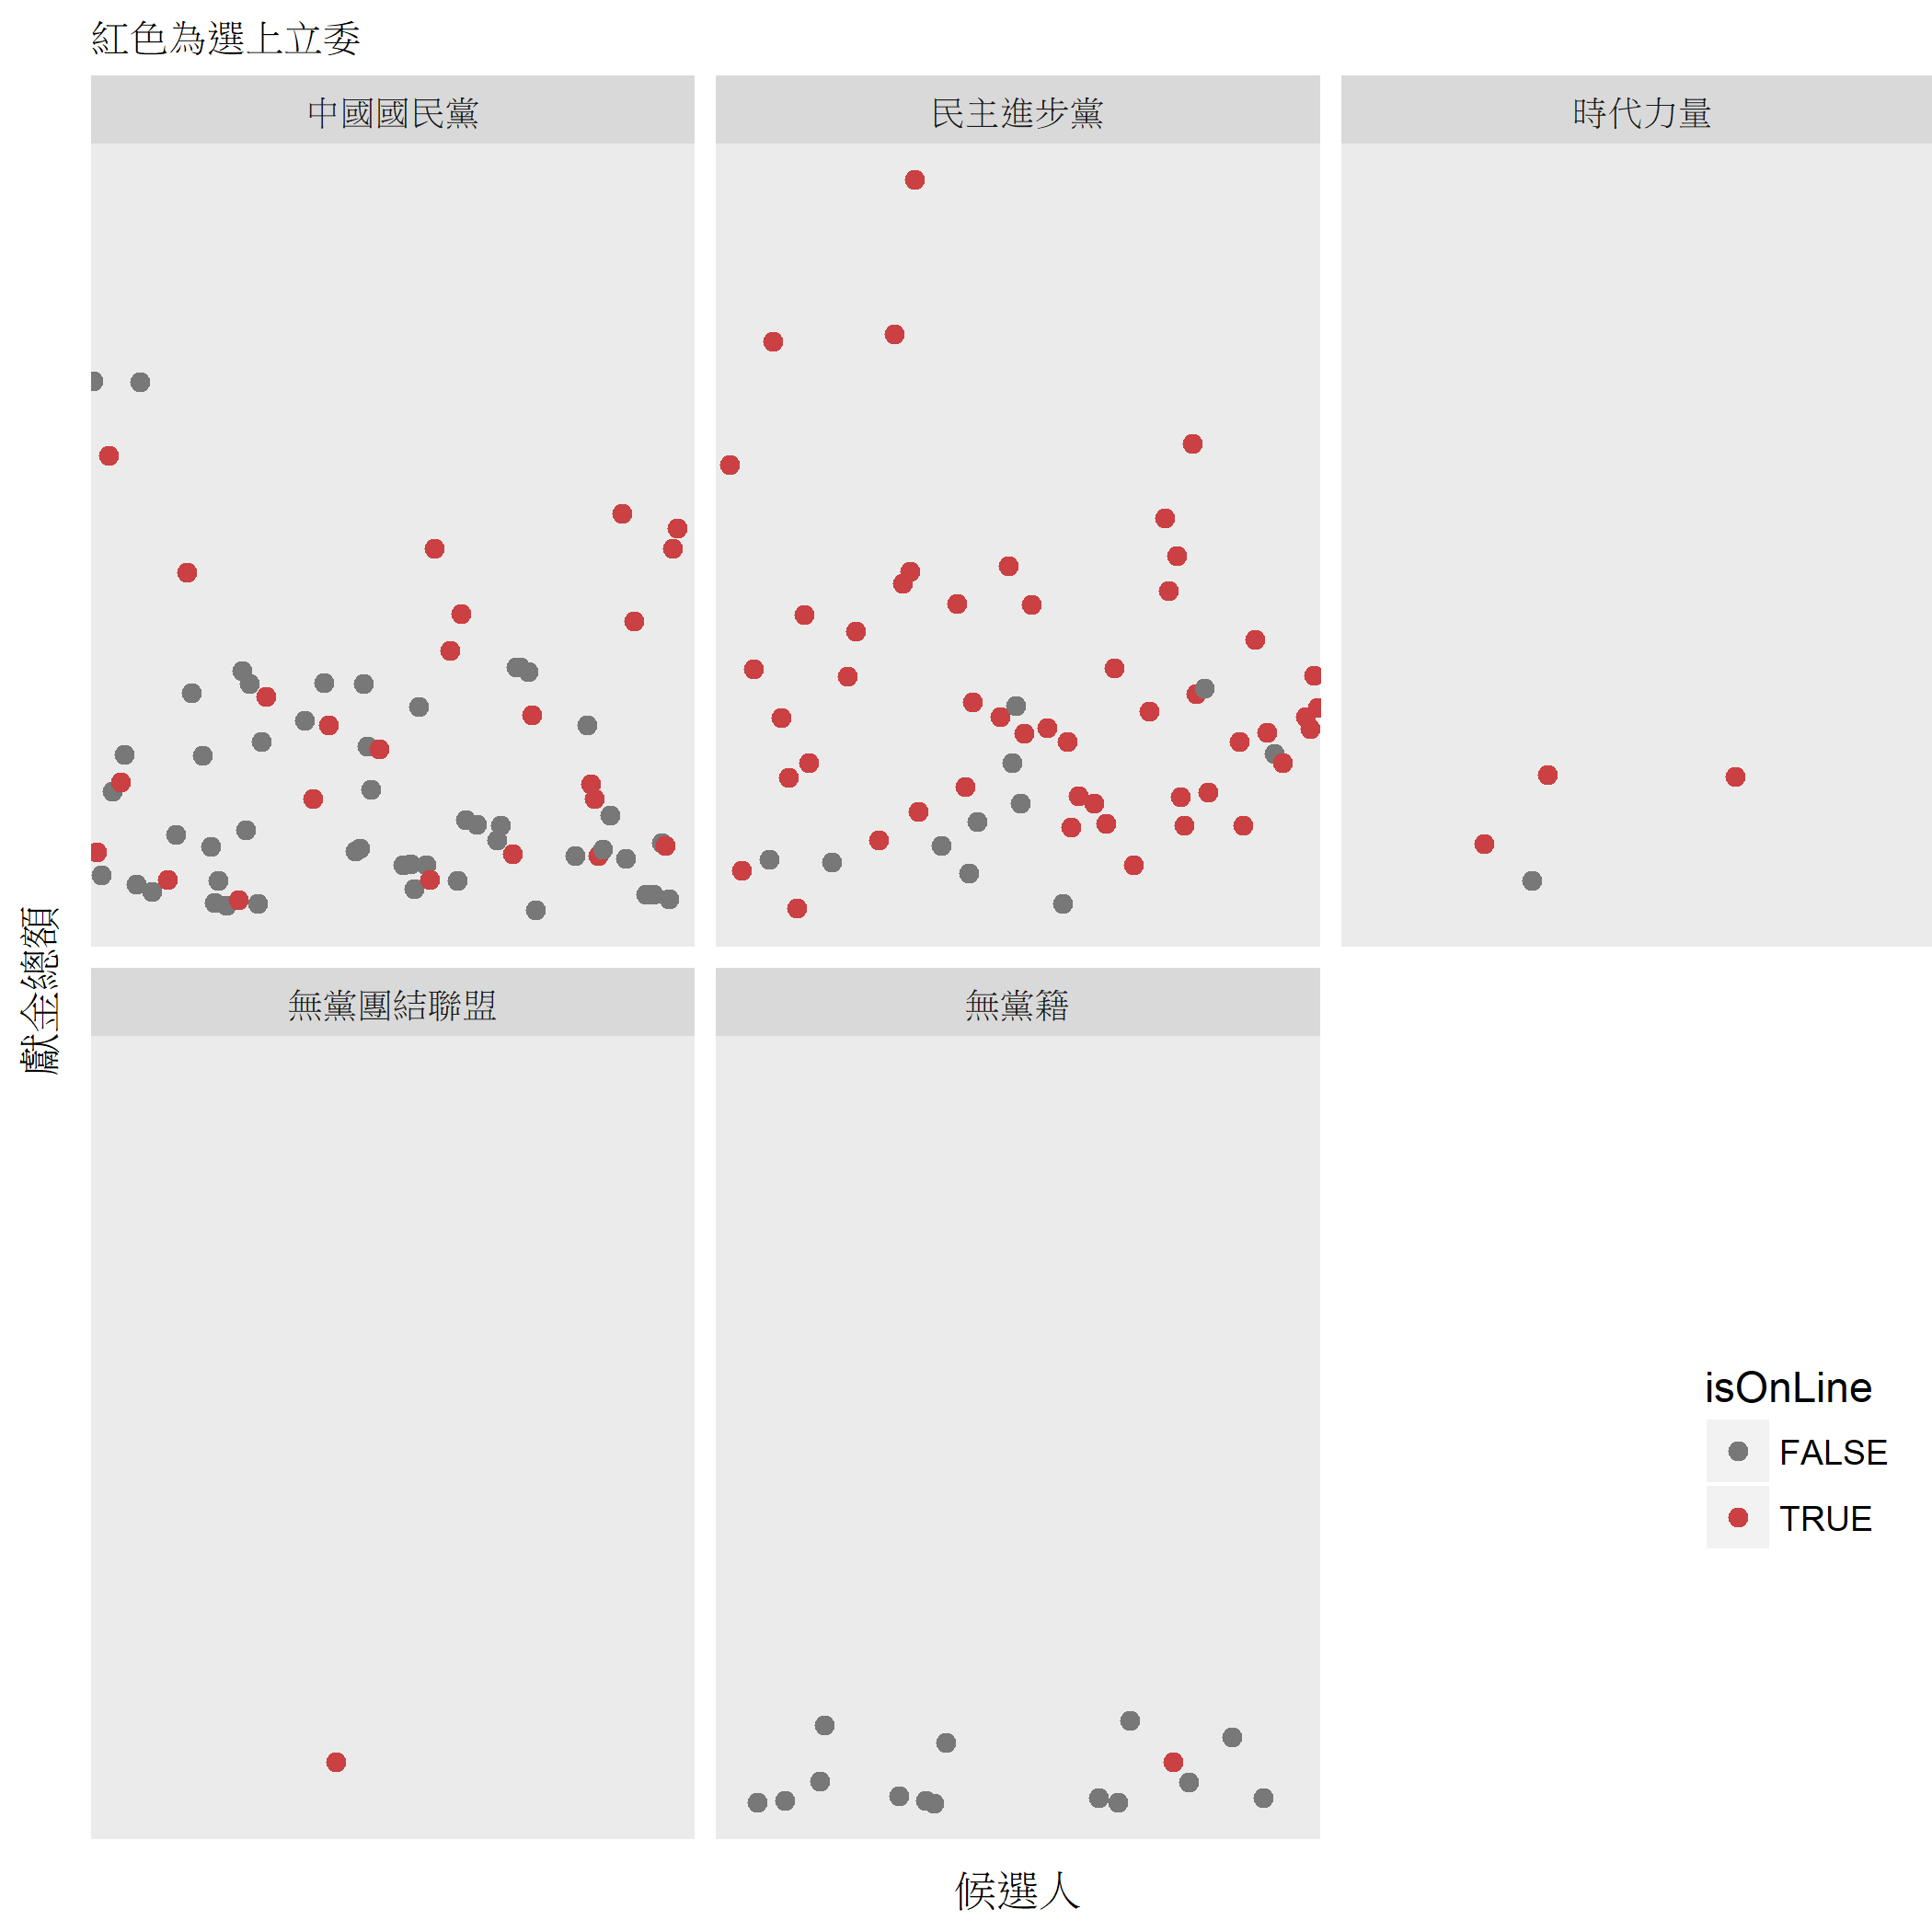 紅色為選上立委
中國國民黨
民主進步黨
時代力量
獻金總額
無黨團結聯盟
無黨籍
isOnLine
FALSE
TRUE
候選人